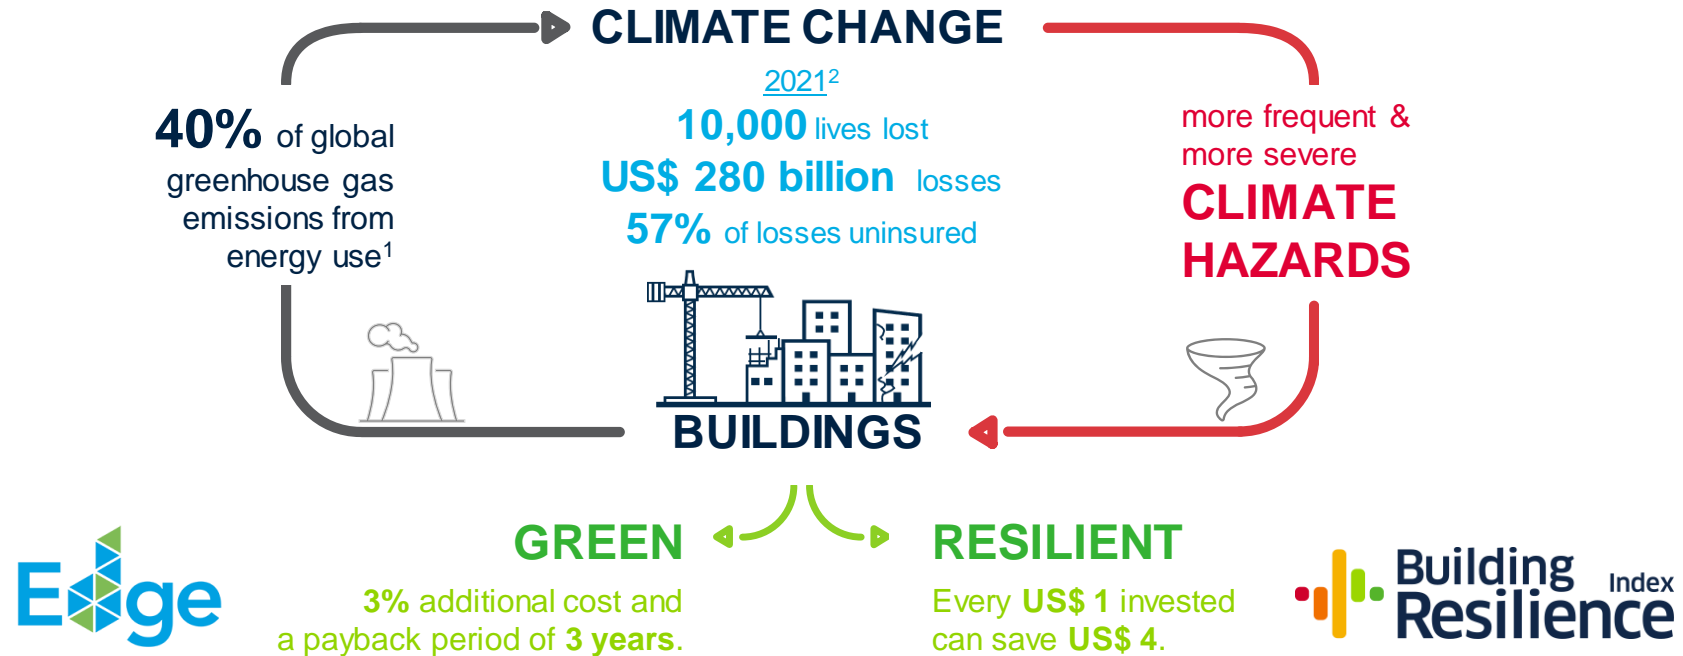 CLIMATE CHANGE
2021²
10,000 lives lost
US$ 280 billion losses
57% of losses uninsured
40% of global
greenhouse gas
emissions from
energy use¹
more frequent &
more severe
CLIMATE
HAZARDS
BUILDINGS
GREEN
3% additional cost and
a payback period of 3 years.
RESILIENT
Every US$ 1 invested
can save US$ 4.
Edge
Building
Resilience Index